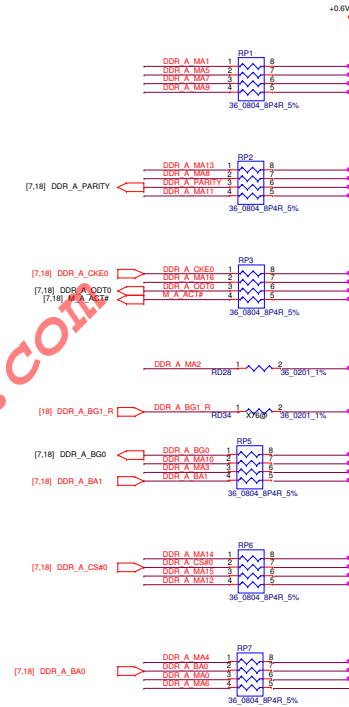 +0.6V
RP1
DDR_A_MA1 1 8
DDR_A_MA5 2 7
DDR_A_MA7 3 6
DDR_A_MA9 4 5
36_0804_8P4R_5%
RP2
DDR_A_MA13 1 8
DDR_A_MA8 2 7
[7,18] DDR_A_PARITY DDR_A_PARITY 3 6
DDR_A_MA11 4 5
36_0804_8P4R_5%
RP3
[7,18] DDR_A_CKE0 DDR_A_CKE0 1 8
DDR_A_MA16 2 7
[7,18] DDR_A_ODT0 DDR_A_ODT0 3 6
[7,18] M_A_ACT# M_A_ACT# 4 5
36_0804_8P4R_5%
DDR_A_MA2 1 2
RD28 36_0201_1%
[18] DDR_A_BG1_R DDR_A_BG1_R 1 2
RD34 X76@ 36_0201_1%
RP5
[7,18] DDR_A_BG0 DDR_A_BG0 1 8
DDR_A_MA10 2 7
DDR_A_MA3 3 6
[7,18] DDR_A_BA1 DDR_A_BA1 4 5
36_0804_8P4R_5%
RP6
DDR_A_MA14 1 8
[7,18] DDR_A_CS#0 DDR_A_CS#0 2 7
DDR_A_MA15 3 6
DDR_A_MA12 4 5
36_0804_8P4R_5%
RP7
DDR_A_MA4 1 8
[7,18] DDR_A_BA0 DDR_A_BA0 2 7
DDR_A_MA0 3 6
DDR_A_MA6 4 5
36_0804_8P4R_5%
.com